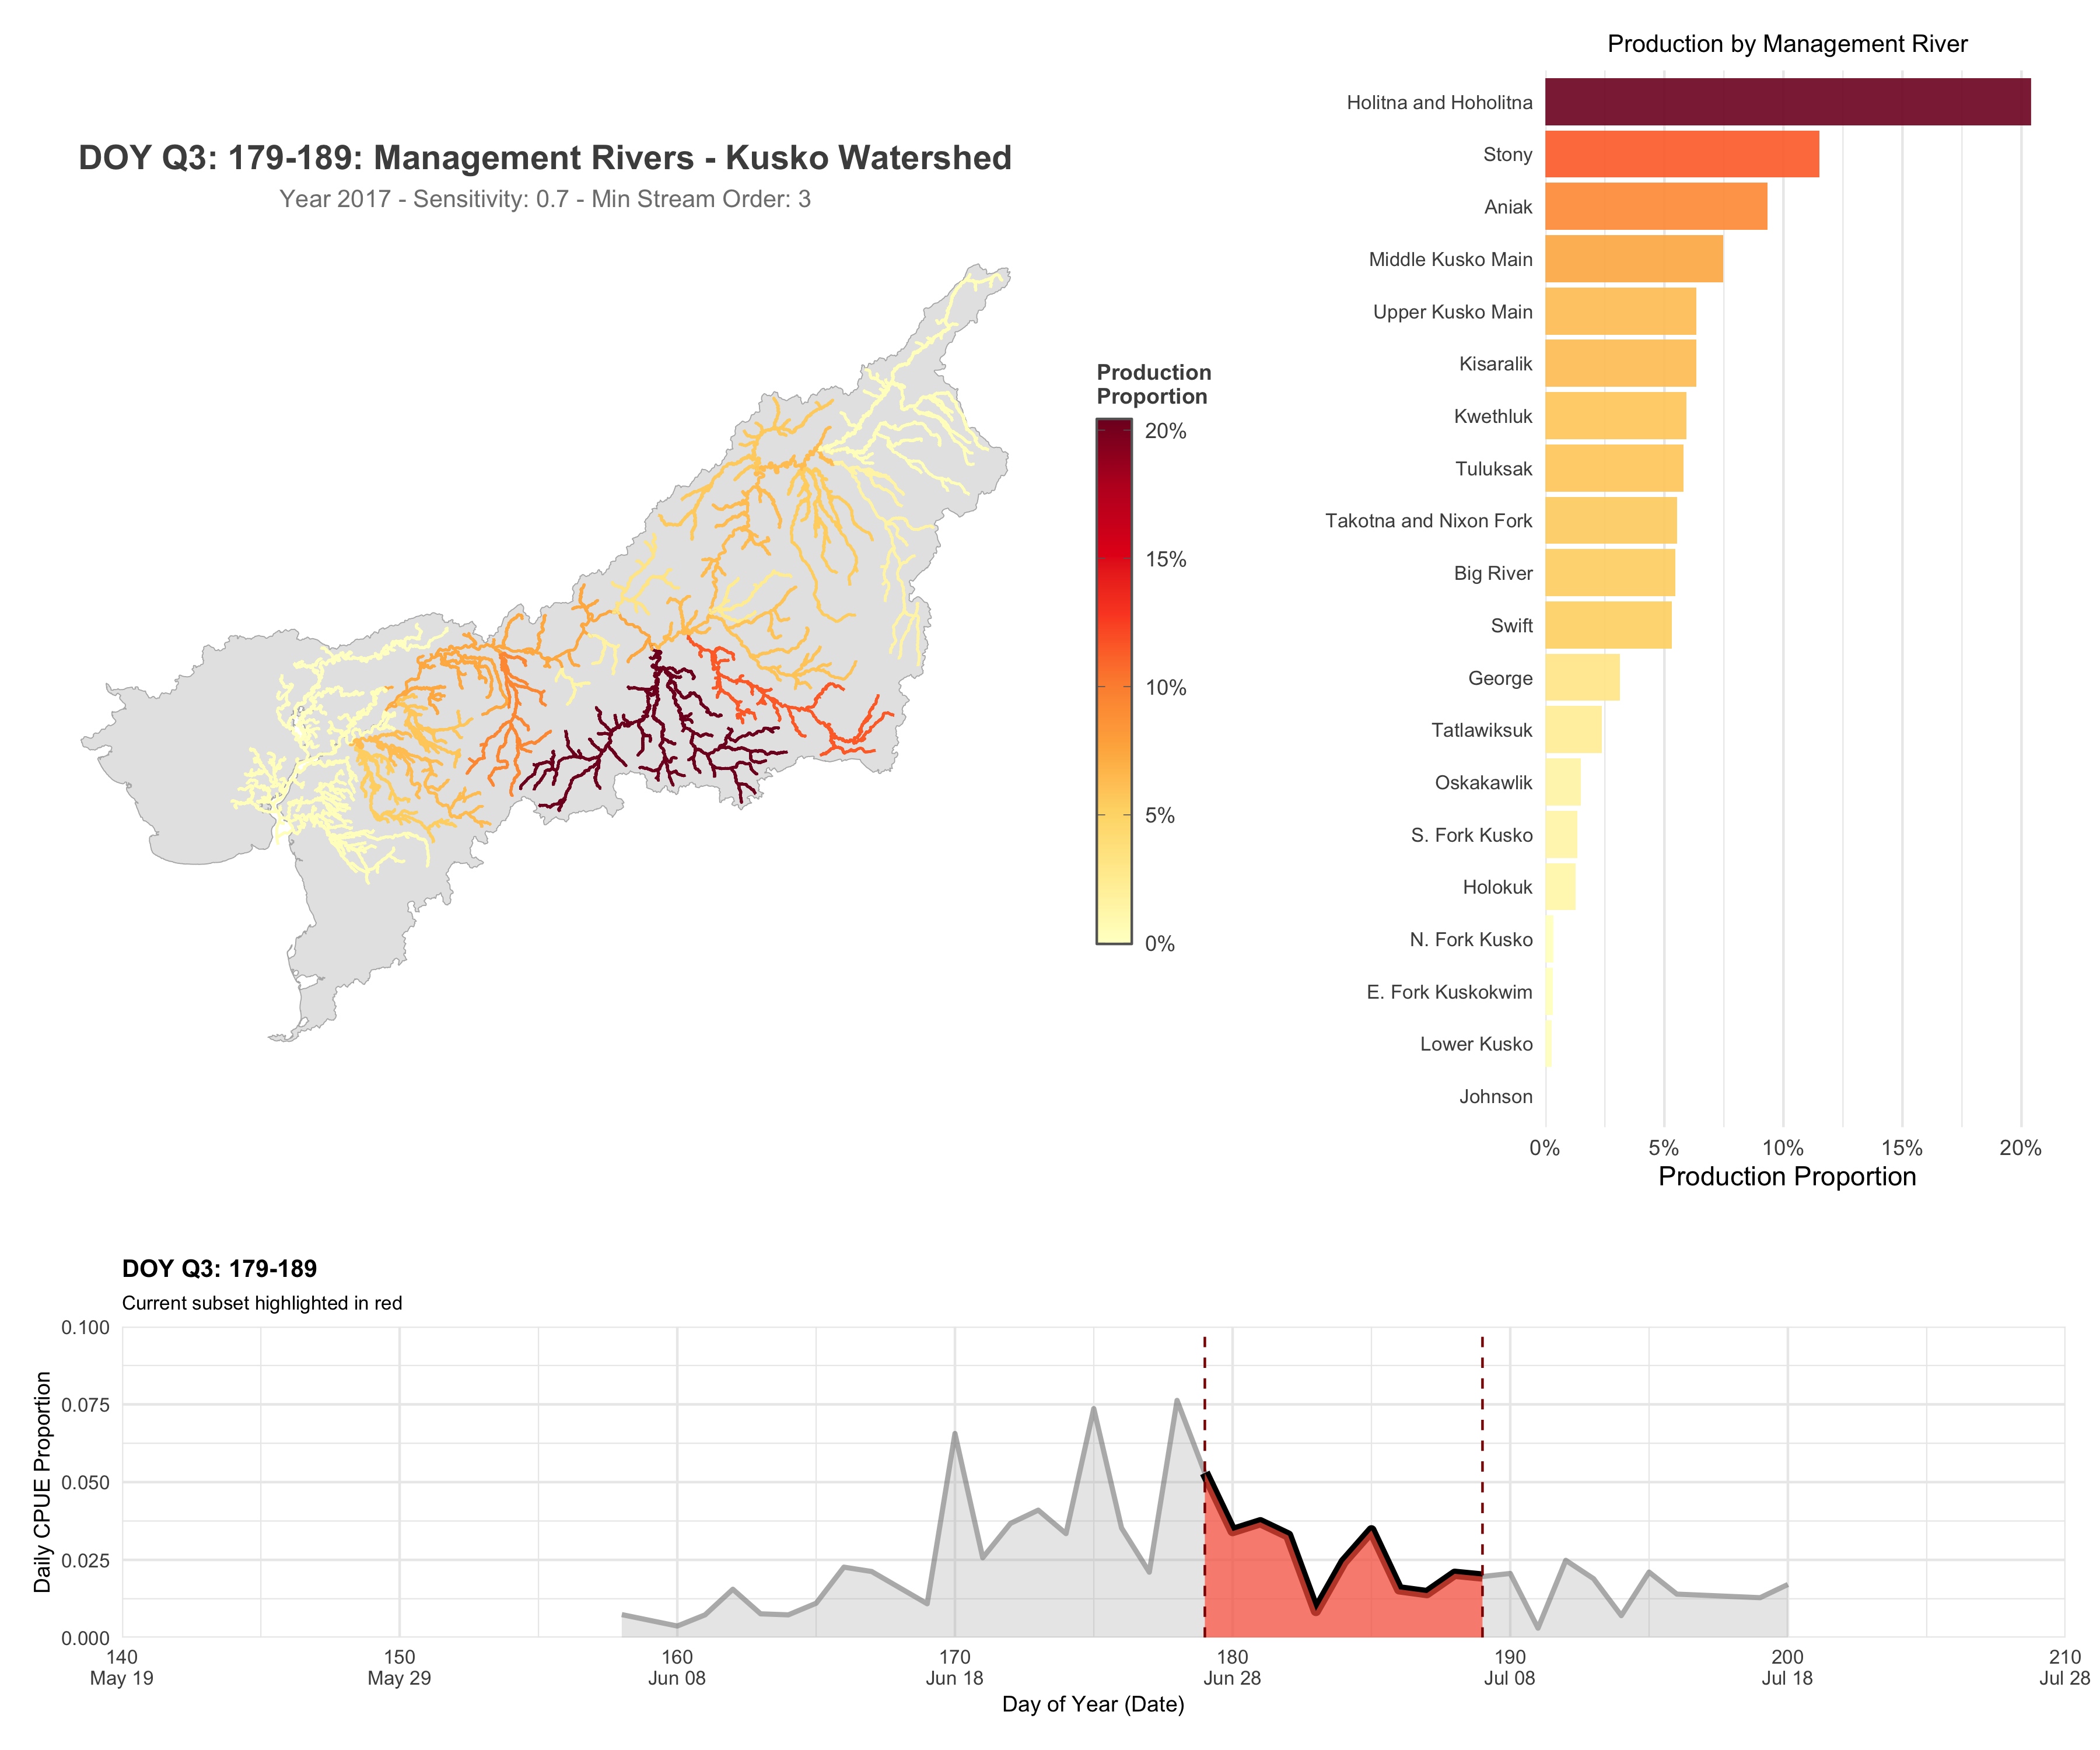 DOY Q3: 179-189: Management Rivers - Kusko Watershed
Year 2017 - Sensitivity: 0.7 - Min Stream Order: 3
Production
Proportion
20%
15%
10%
5%
0%
Production by Management River
Holitna and Hoholitna
Stony
Aniak
Middle Kusko Main
Upper Kusko Main
Kisaralik
Kwethluk
Tuluksak
Takotna and Nixon Fork
Big River
Swift
George
Tatlawiksuk
Oskakawlik
S. Fork Kusko
Holokuk
N. Fork Kusko
E. Fork Kuskokwim
Lower Kusko
Johnson
0% 5% 10% 15% 20%
Production Proportion
DOY Q3: 179-189
Current subset highlighted in red
Daily CPUE Proportion
0.100
0.075
0.050
0.025
0.000
140 150 160 170 180 190 200 210
May 19 May 29 Jun 08 Jun 18 Jun 28 Jul 08 Jul 18 Jul 28
Day of Year (Date)